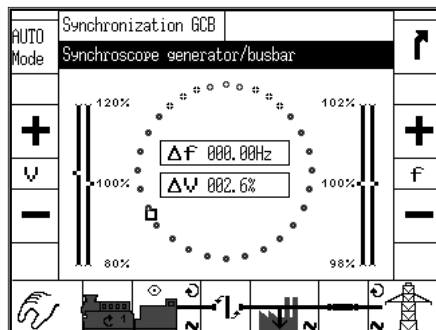 AUTO
Mode
Synchronization GCB
Synchroscope generator/busbar
120%
102%
Δf 000.00Hz
V
f
100%
ΔV 002.6%
100%
80%
98%
1